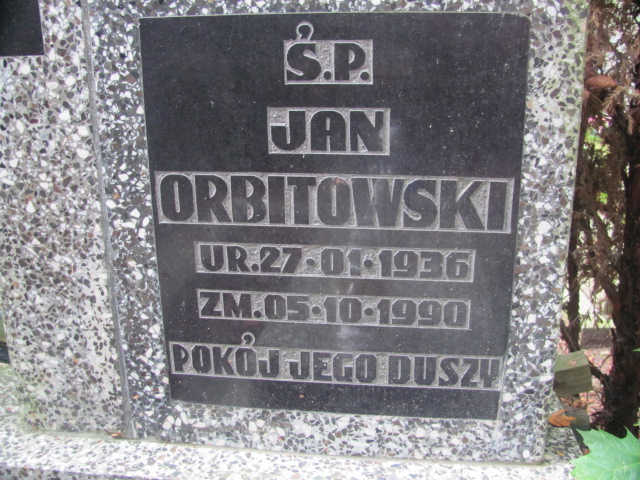 Ś.P.
JAN
ORBITOWSKI
UR.27·01·1936
ZM.05·10·1990
POKÓJ JEGO DUSZY